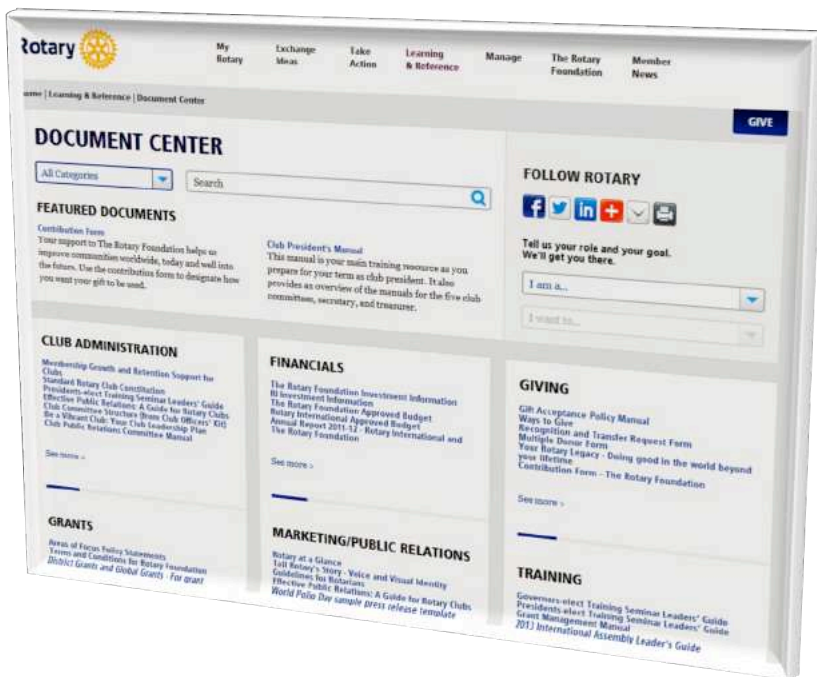 Rotary
My Rotary
Exchange Ideas
Take Action
Learning & Reference
Manage
The Rotary Foundation
Member News
| Learning & Reference | Document Center
GIVE
DOCUMENT CENTER
All Categories
Search
FEATURED DOCUMENTS
Contribution Form
Your support to The Rotary Foundation helps us
improve communities worldwide, today and well into
the future. Use the contribution form to designate how
you want your gift to be used.
Club President's Manual
This manual is your main training resource as you
prepare for your term as club president. It also
provides an overview of the manuals for the five club
committees, secretary, and treasurer.
FOLLOW ROTARY
Tell us your role and your goal.
We'll get you there.
I am a...
I want to...
CLUB ADMINISTRATION
Membership Growth and Retention Support for
Clubs
Standard Rotary Club Constitution
Presidents-elect Training Seminar Leaders' Guide
Effective Public Relations: A Guide for Rotary Clubs
Club Committee Structure (from Club Officers' Kit)
Be a Vibrant Club: Your Club Leadership Plan
Club Public Relations Committee Manual
See more >
FINANCIALS
The Rotary Foundation Investment Information
RI Investment Information
The Rotary Foundation Approved Budget
Rotary International Approved Budget
Annual Report 2011-12 - Rotary International and
The Rotary Foundation
See more >
GIVING
Gift Acceptance Policy Manual
Ways to Give
Recognition and Transfer Request Form
Multiple Donor Form
Your Rotary Legacy - Doing good in the world beyond
your lifetime
Contribution Form - The Rotary Foundation
See more >
GRANTS
Areas of Focus Policy Statements
Terms and Conditions for Rotary Foundation
District Grants and Global Grants - For grant
MARKETING/PUBLIC RELATIONS
Rotary at a Glance
Tell Rotary's Story - Voice and Visual Identity
Guidelines for Rotarians
Effective Public Relations: A Guide for Rotary Clubs
World Polio Day sample press release template
TRAINING
Governors-elect Training Seminar Leaders' Guide
Presidents-elect Training Seminar Leaders' Guide
Grant Management Manual
2013 International Assembly Leader's Guide